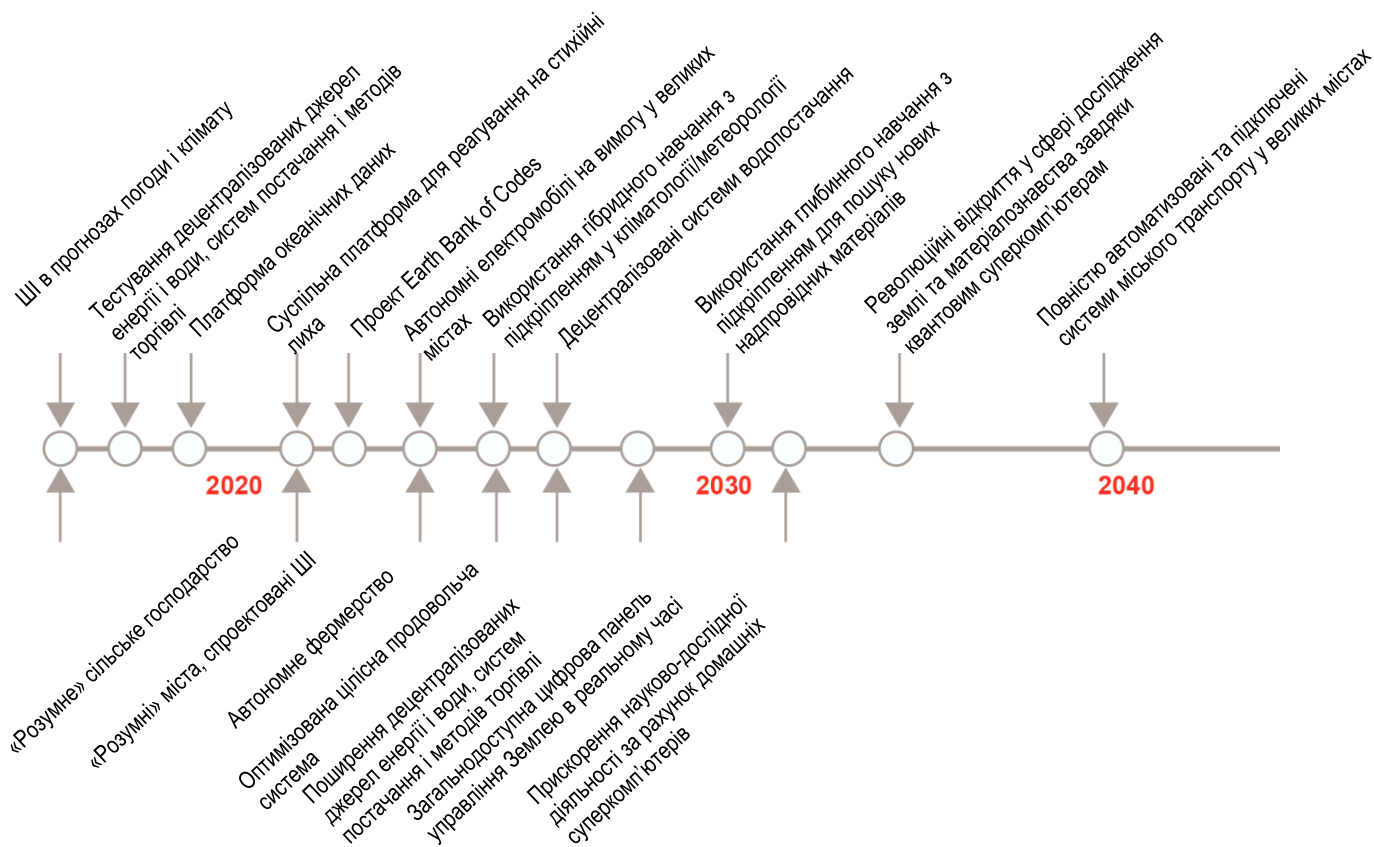 ШІ в прогнозах погоди і клімату
Тестування децентралізованих джерел
енергії і води, систем постачання і методів
торгівлі
Платформа океанічних даних
Суспільна платформа для реагування на стихійні
лиха
Проект Earth Bank of Codes
Автономні електромобілі на вимогу у великих
містах
Використання гібридного навчання з
підкріпленням у кліматології/метеорології
Децентралізовані системи водопостачання
Використання глибинного навчання з
підкріпленням для пошуку нових
надпровідних матеріалів
Революційні відкриття у сфері дослідження
землі та матеріалознавства завдяки
квантовим суперкомп'ютерам
Повністю автоматизовані та підключені
системи міського транспорту у великих містах
2020
2030
2040
«Розумне» сільське господарство
«Розумні» міста, спроектовані ШІ
Автономне фермерство
Оптимізована цілісна продовольча
система
Поширення децентралізованих
джерел енергії і води, систем
постачання і методів торгівлі
Загальнодоступна цифрова панель
управління Землею в реальному часі
Прискорення науково-дослідної
діяльності за рахунок домашніх
суперкомп'ютерів